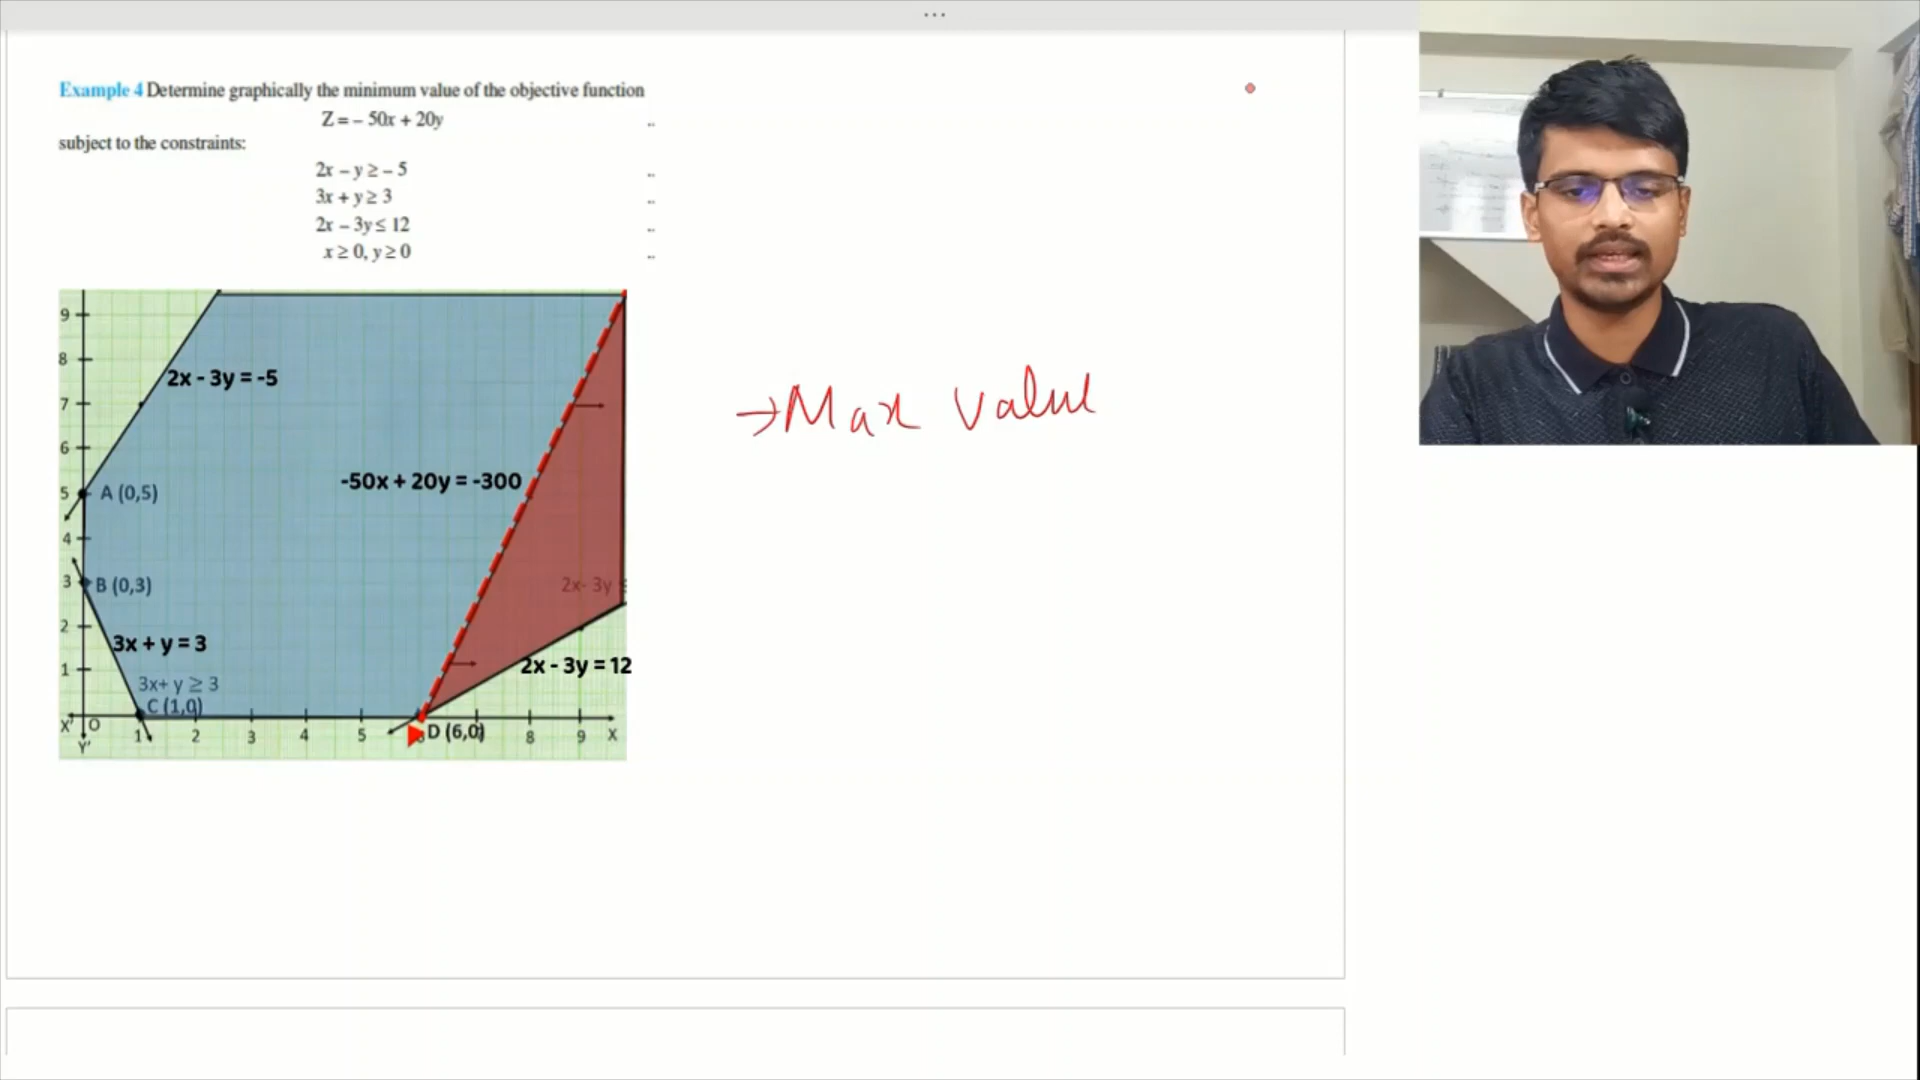 ...
Example 4 Determine graphically the minimum value of the objective function
Z = – 50x + 20y ..
subject to the constraints:
2x – y ≥ – 5 ..
3x + y ≥ 3 ..
2x – 3y ≤ 12 ..
x ≥ 0, y ≥ 0 ..
9
8
2x - 3y = -5
7
→ Max value
6
-50x + 20y = -300
5 A (0,5)
4
3 B (0,3) 2x- 3y
2
3x + y = 3
1 2x - 3y = 12
3x+ y ≥ 3
C (1,0)
X' O 1 2 3 4 5 D (6,0) 8 9 X
Y'